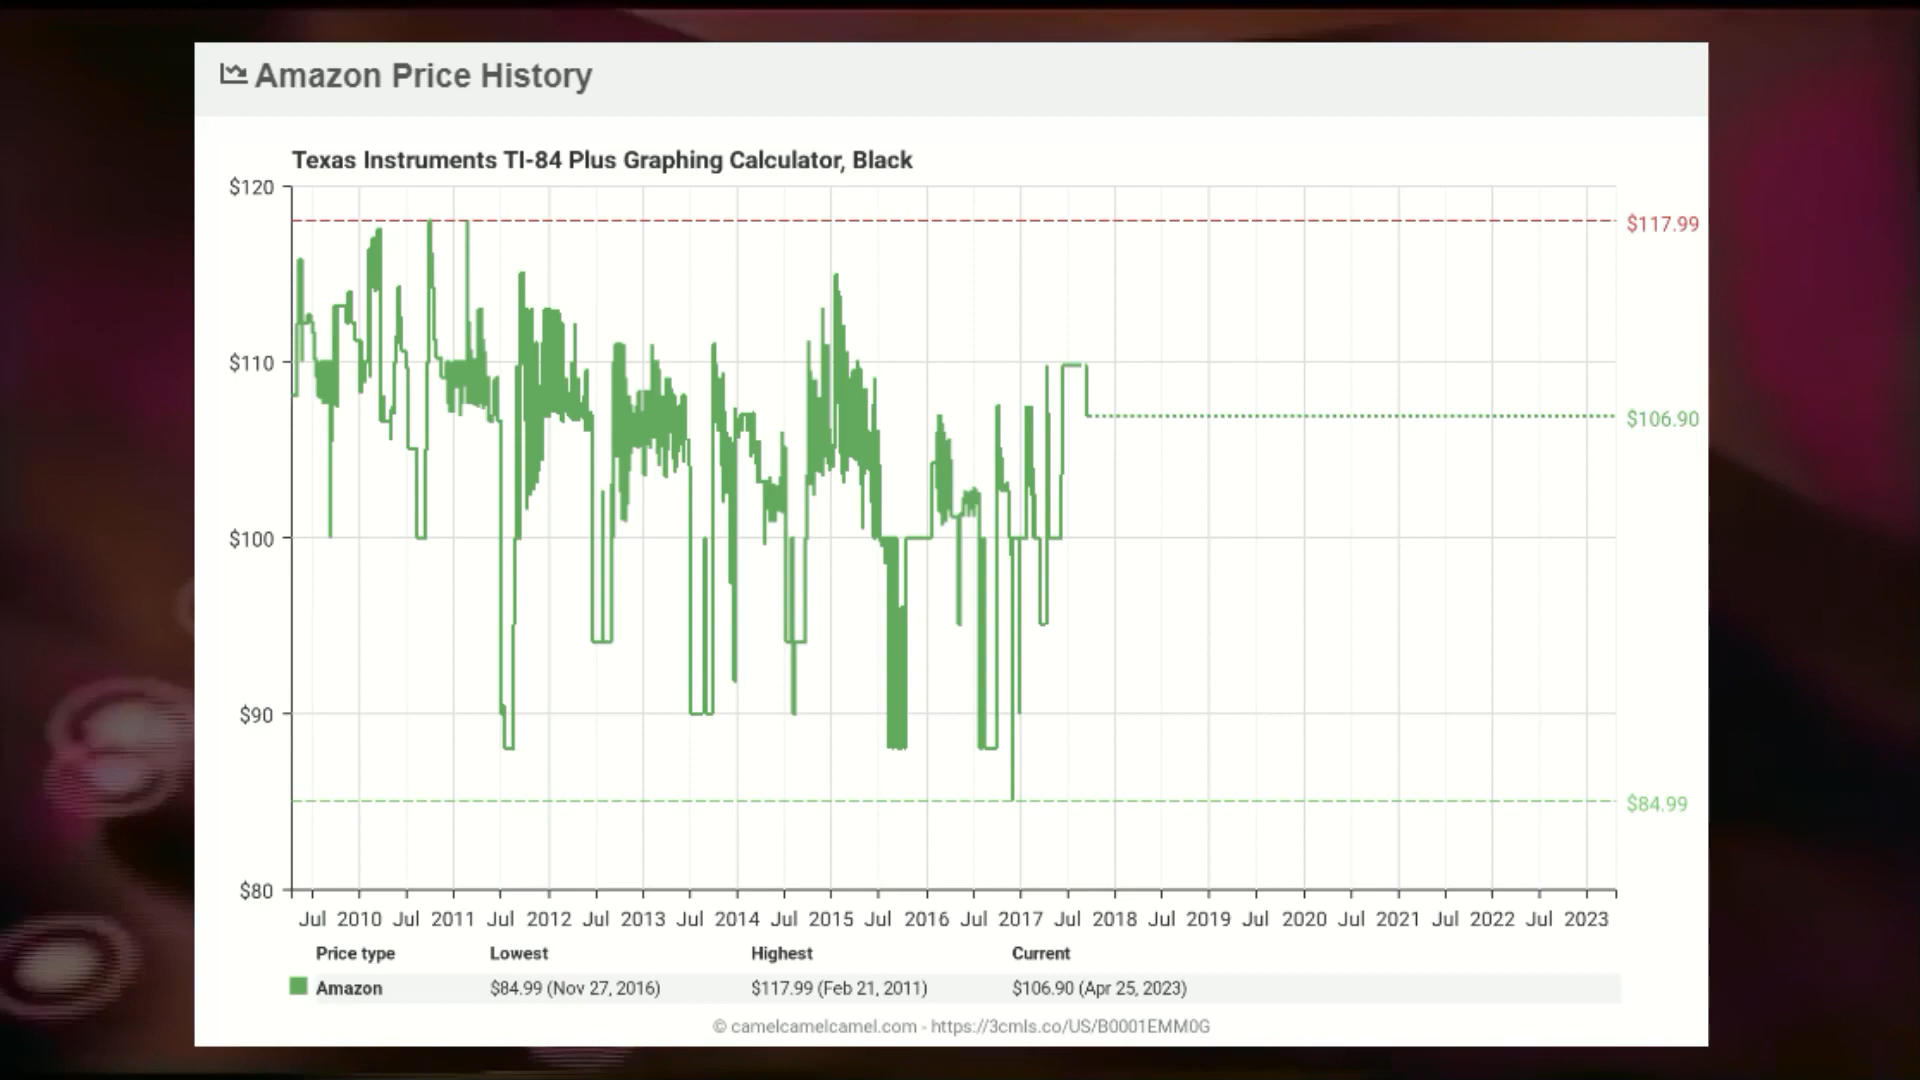 Amazon Price History
Texas Instruments TI-84 Plus Graphing Calculator, Black
$120
$117.99
$110
$106.90
$100
$90
$84.99
$80
Jul 2010 Jul 2011 Jul 2012 Jul 2013 Jul 2014 Jul 2015 Jul 2016 Jul 2017 Jul 2018 Jul 2019 Jul 2020 Jul 2021 Jul 2022 Jul 2023
Price type Lowest Highest Current
Amazon $84.99 (Nov 27, 2016) $117.99 (Feb 21, 2011) $106.90 (Apr 25, 2023)
© camelcamelcamel.com - https://3cmls.co/US/B0001EMM0G